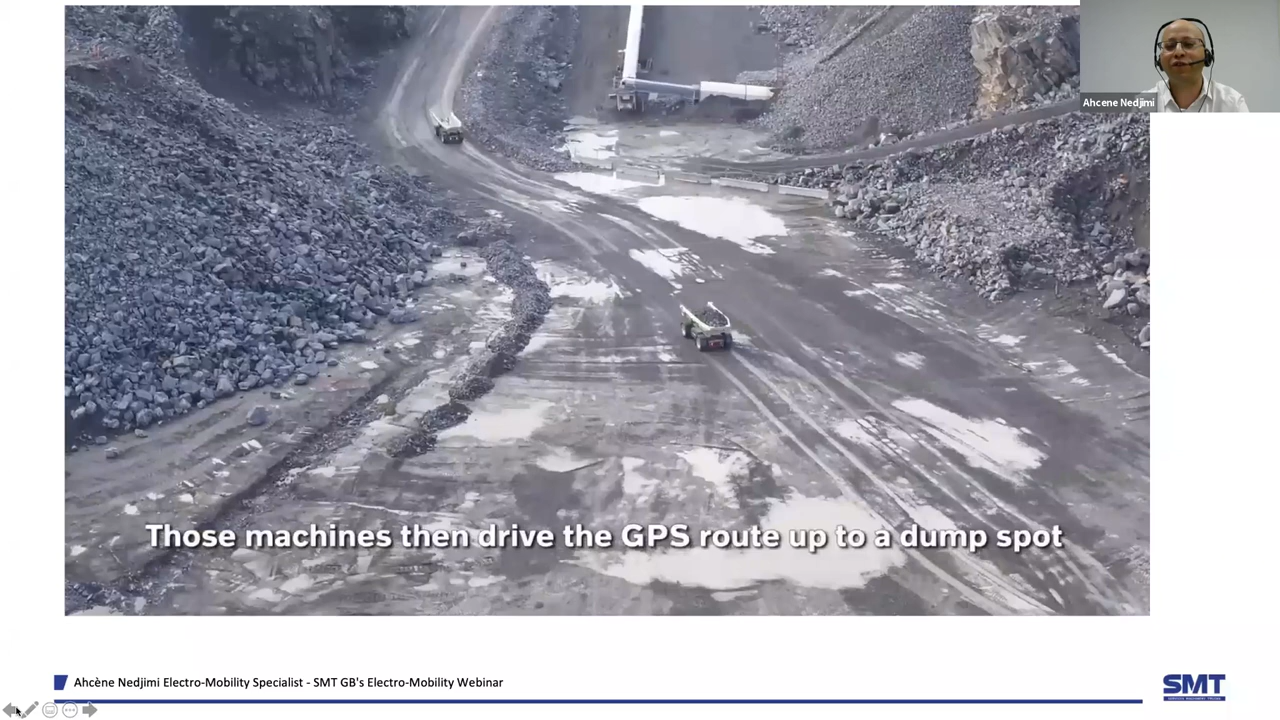 Ahcene Nedjimi
Those machines then drive the GPS route up to a dump spot
Ahcène Nedjimi Electro-Mobility Specialist - SMT GB's Electro-Mobility Webinar
SMT